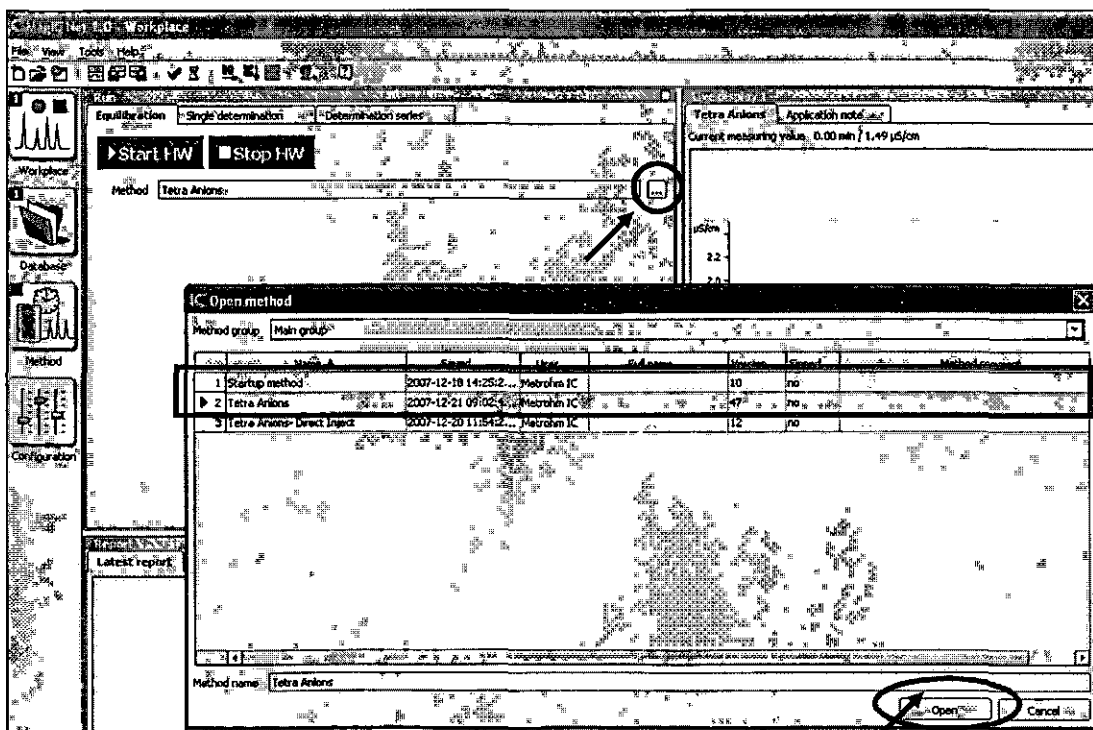 Workplace
File View Tools Help
Equilibration Single determination Determination series
Start HW Stop HW
Method Tetra Anions
...
Tetra Anions Application note
Current measuring value 0.00 min / 1.49 µS/cm
µS/cm
2.2
2.0
Workplace
Database
Method
Configuration
Latest report
IC Open method
Method group Main group
Name Saved User Full name Version Signed Method comment
1 Startup method 2007-12-18 14:25:2... Metrohm IC 10 no
2 Tetra Anions 2007-12-21 09:02:4... Metrohm IC 47 no
3 Tetra Anions- Direct Inject 2007-12-20 11:54:2... Metrohm IC 12 no
Method name Tetra Anions
Open Cancel